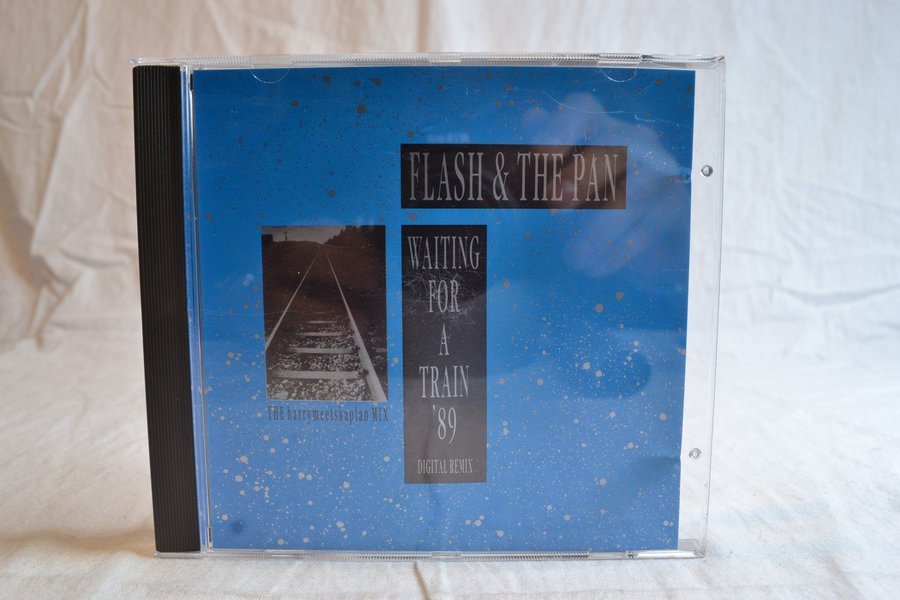 FLASH & THE PAN
WAITING
FOR
A
TRAIN
'89
DIGITAL REMIX
THE harrymeetskaplan MIX